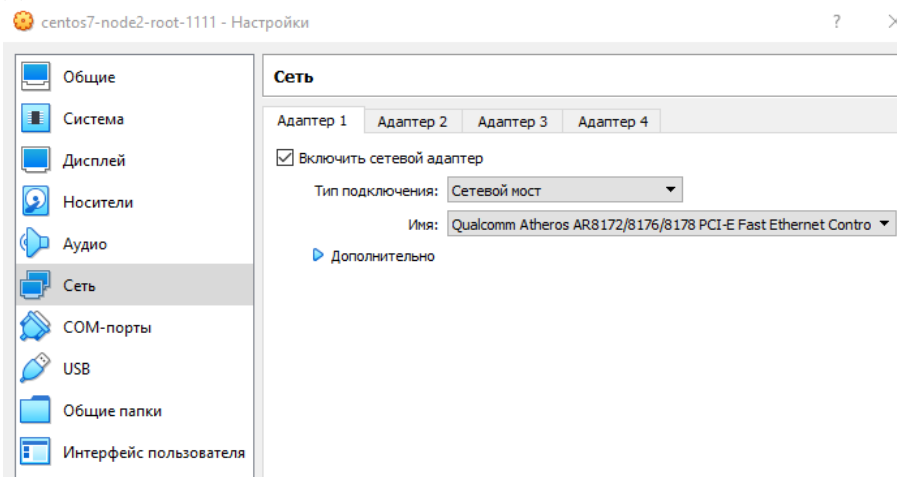 centos7-node2-root-1111 - Настройки
?
Общие
Система
Дисплей
Носители
Аудио
Сеть
COM-порты
USB
Общие папки
Интерфейс пользователя
Сеть
Адаптер 1 Адаптер 2 Адаптер 3 Адаптер 4
Включить сетевой адаптер
Тип подключения: Сетевой мост
Имя: Qualcomm Atheros AR8172/8176/8178 PCI-E Fast Ethernet Contro
Дополнительно